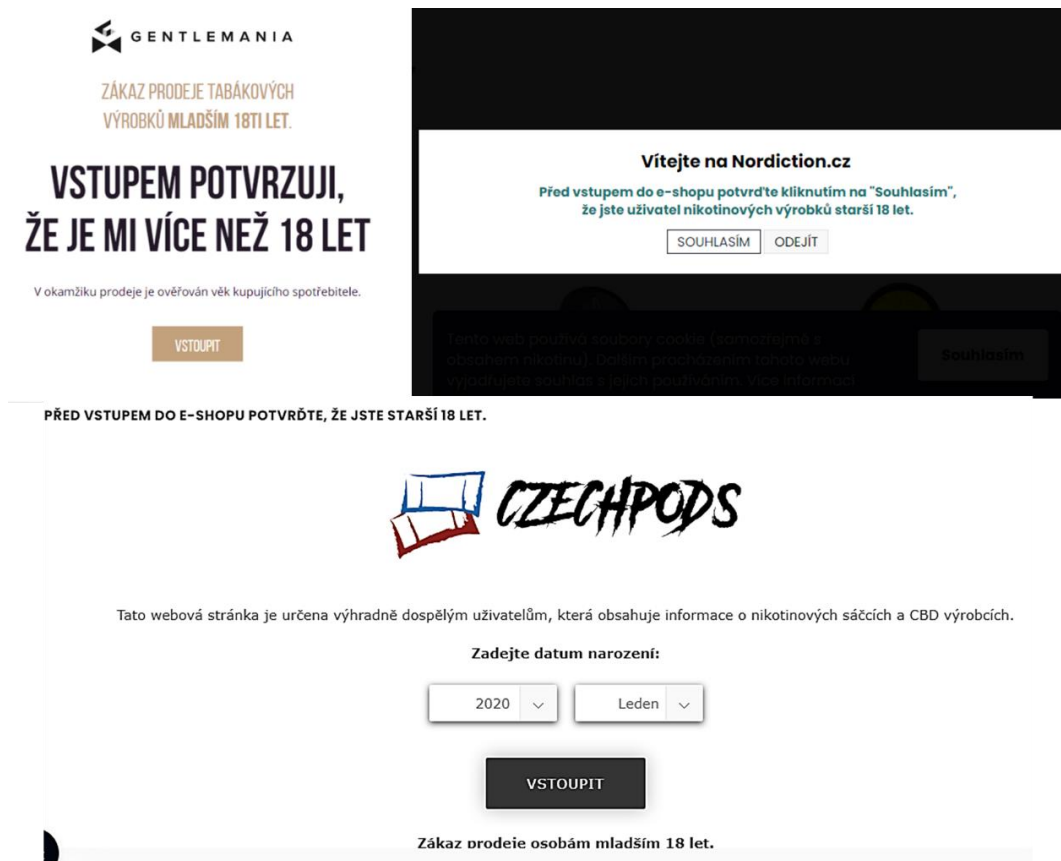 GENTLEMANIA
ZÁKAZ PRODEJE TABÁKOVÝCH
VÝROBKŮ MLADŠÍM 18TI LET.
VSTUPEM POTVRZUJI,
ŽE JE MI VÍCE NEŽ 18 LET
V okamžiku prodeje je ověřován věk kupujícího spotřebitele.
VSTOUPIT
Vítejte na Nordiction.cz
Před vstupem do e-shopu potvrďte kliknutím na "Souhlasím",
že jste uživatel nikotinových výrobků starší 18 let.
SOUHLASÍM ODEJÍT
Tento web používá soubory cookie (samozřejmě s
obsahem nikotinu). Dalším procházením tohoto webu
vyjadřujete souhlas s jejich používáním. Více informací
Souhlasím
PŘED VSTUPEM DO E-SHOPU POTVRĎTE, ŽE JSTE STARŠÍ 18 LET.
CZECHPODS
Tato webová stránka je určena výhradně dospělým uživatelům, která obsahuje informace o nikotinových sáčcích a CBD výrobcích.
Zadejte datum narození:
2020 Leden
VSTOUPIT
Zákaz prodeje osobám mladším 18 let.